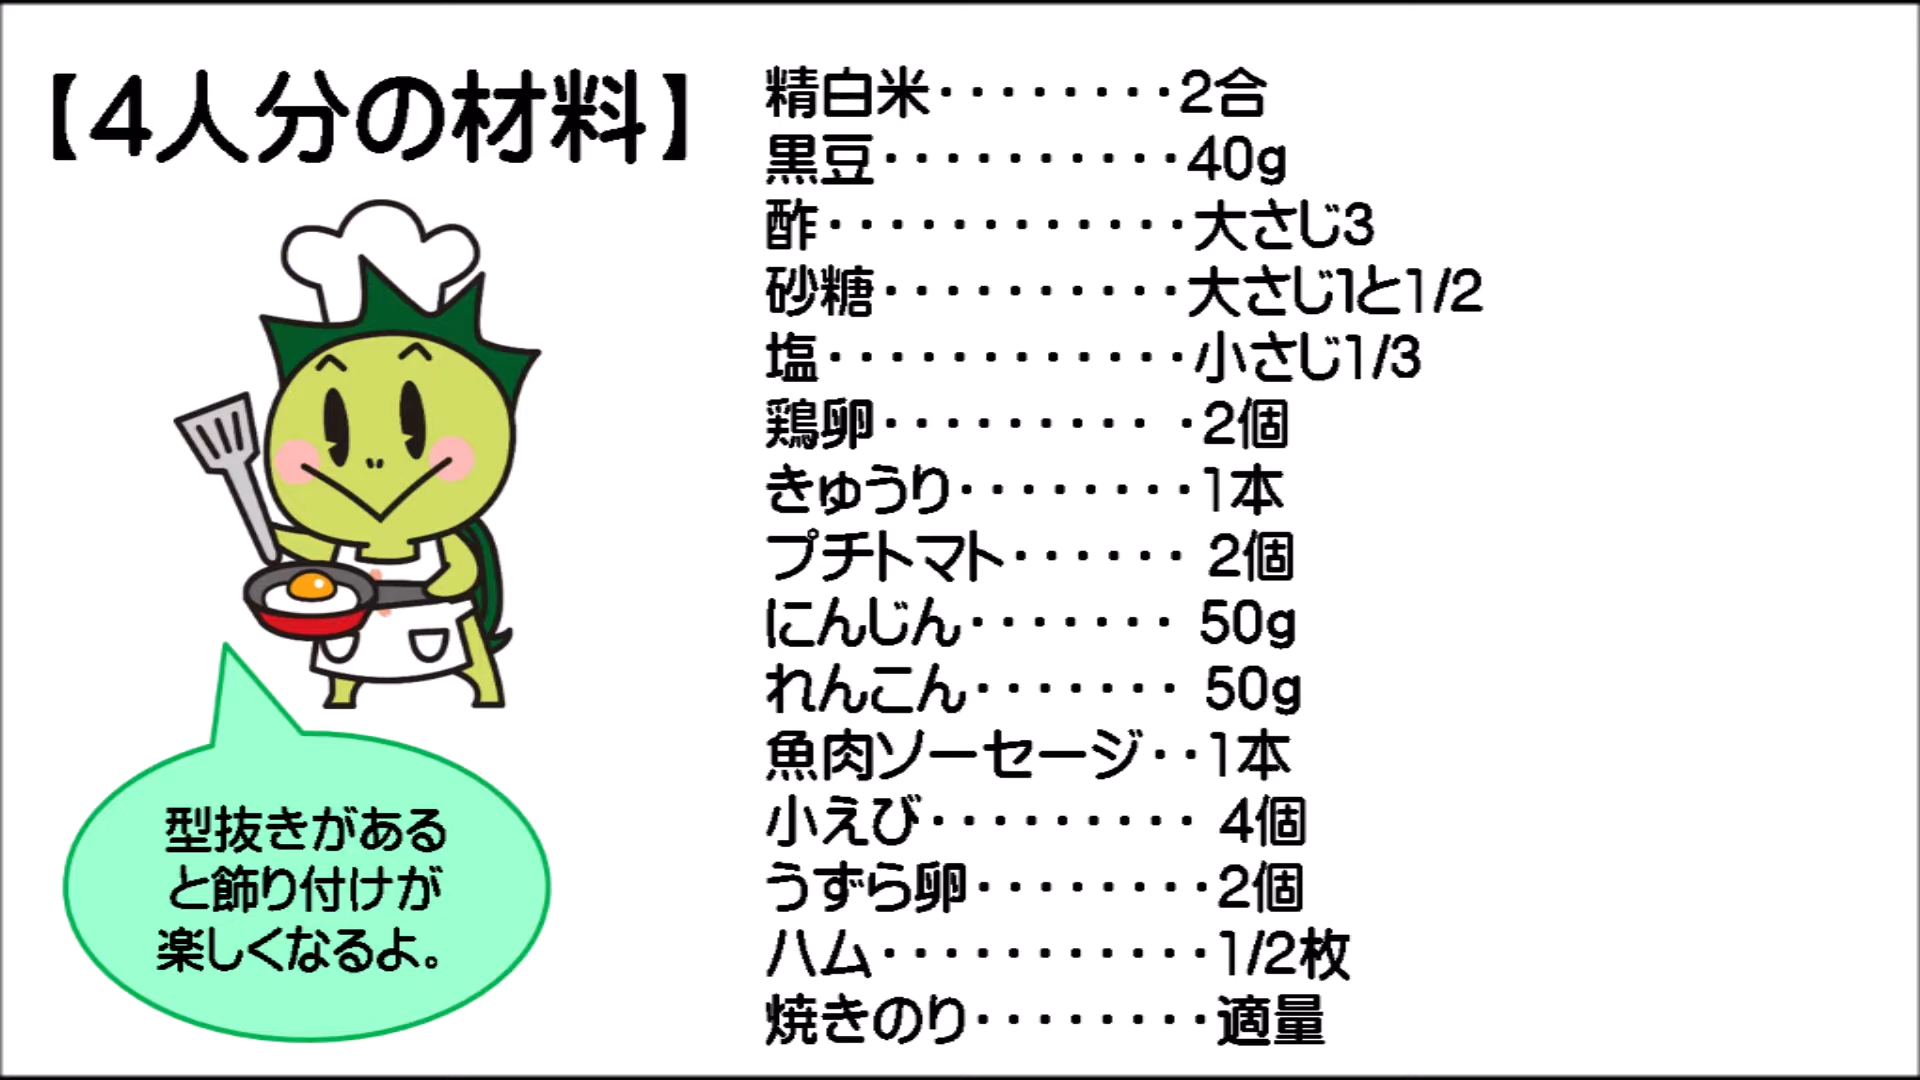 【4人分の材料】
精白米・・・・・・・・2合
黒豆・・・・・・・・・・40g
酢・・・・・・・・・・・・大さじ3
砂糖・・・・・・・・・・大さじ1と1/2
塩・・・・・・・・・・・・小さじ1/3
鶏卵・・・・・・・・・ ・2個
きゅうり・・・・・・・・1本
プチトマト・・・・・・ 2個
にんじん・・・・・・・ 50g
れんこん・・・・・・・ 50g
魚肉ソーセージ・・1本
小えび・・・・・・・・・ 4個
うずら卵・・・・・・・・2個
ハム・・・・・・・・・・・1/2枚
焼きのり・・・・・・・・適量
型抜きがある
と飾り付けが
楽しくなるよ。